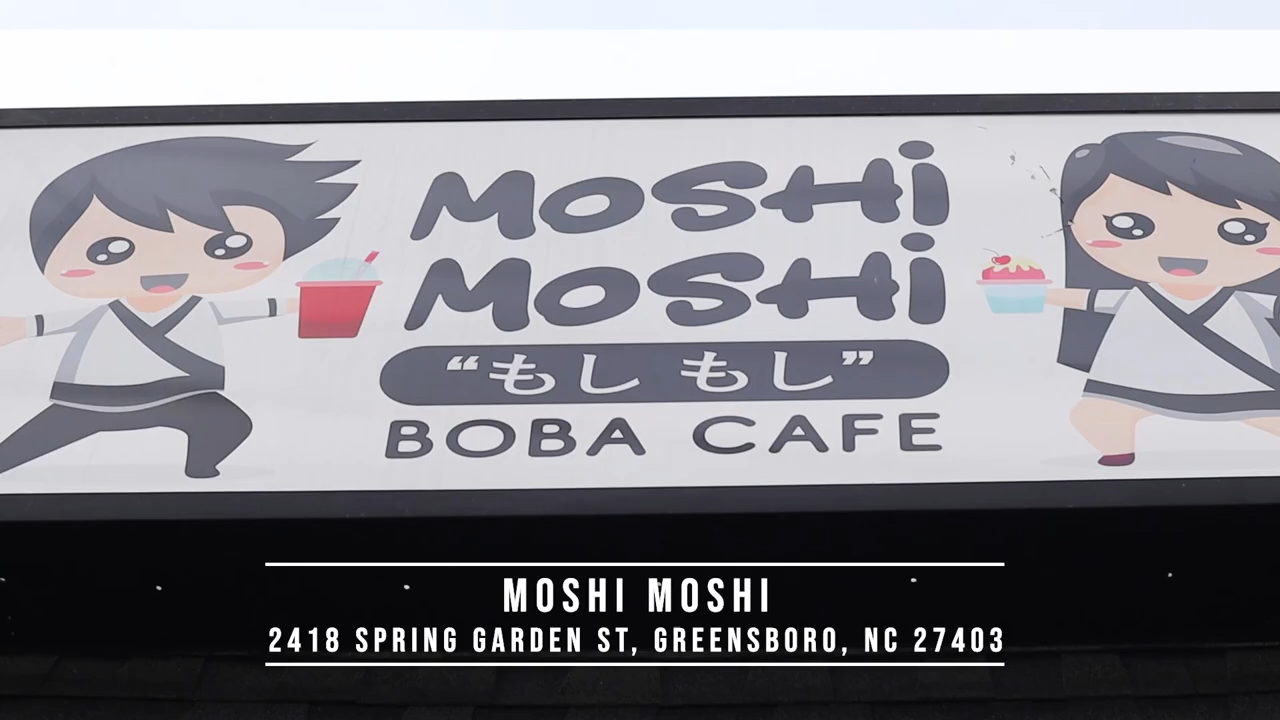 MOSHi
MOSHi
“もし もし”
BOBA CAFE
MOSHI MOSHI
2418 SPRING GARDEN ST, GREENSBORO, NC 27403